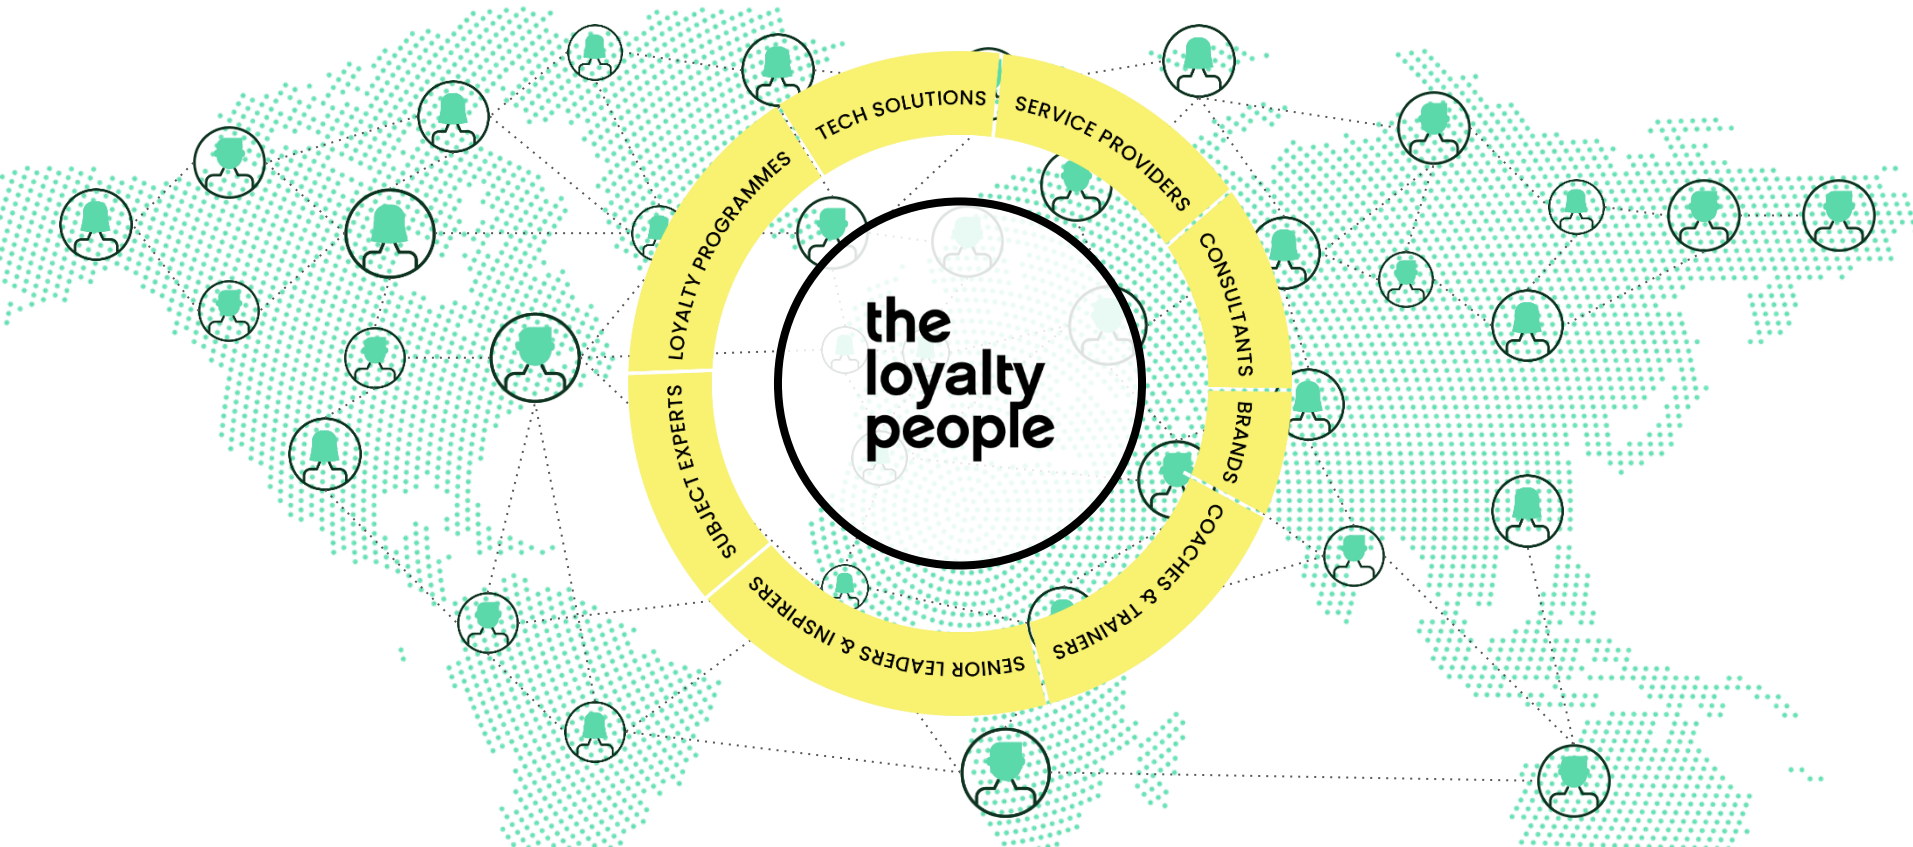 TECH SOLUTIONS
SERVICE PROVIDERS
CONSULTANTS
BRANDS
COACHES & TRAINERS
SENIOR LEADERS & INSPIRERS
SUBJECT EXPERTS
LOYALTY PROGRAMMES
the
loyalty
people